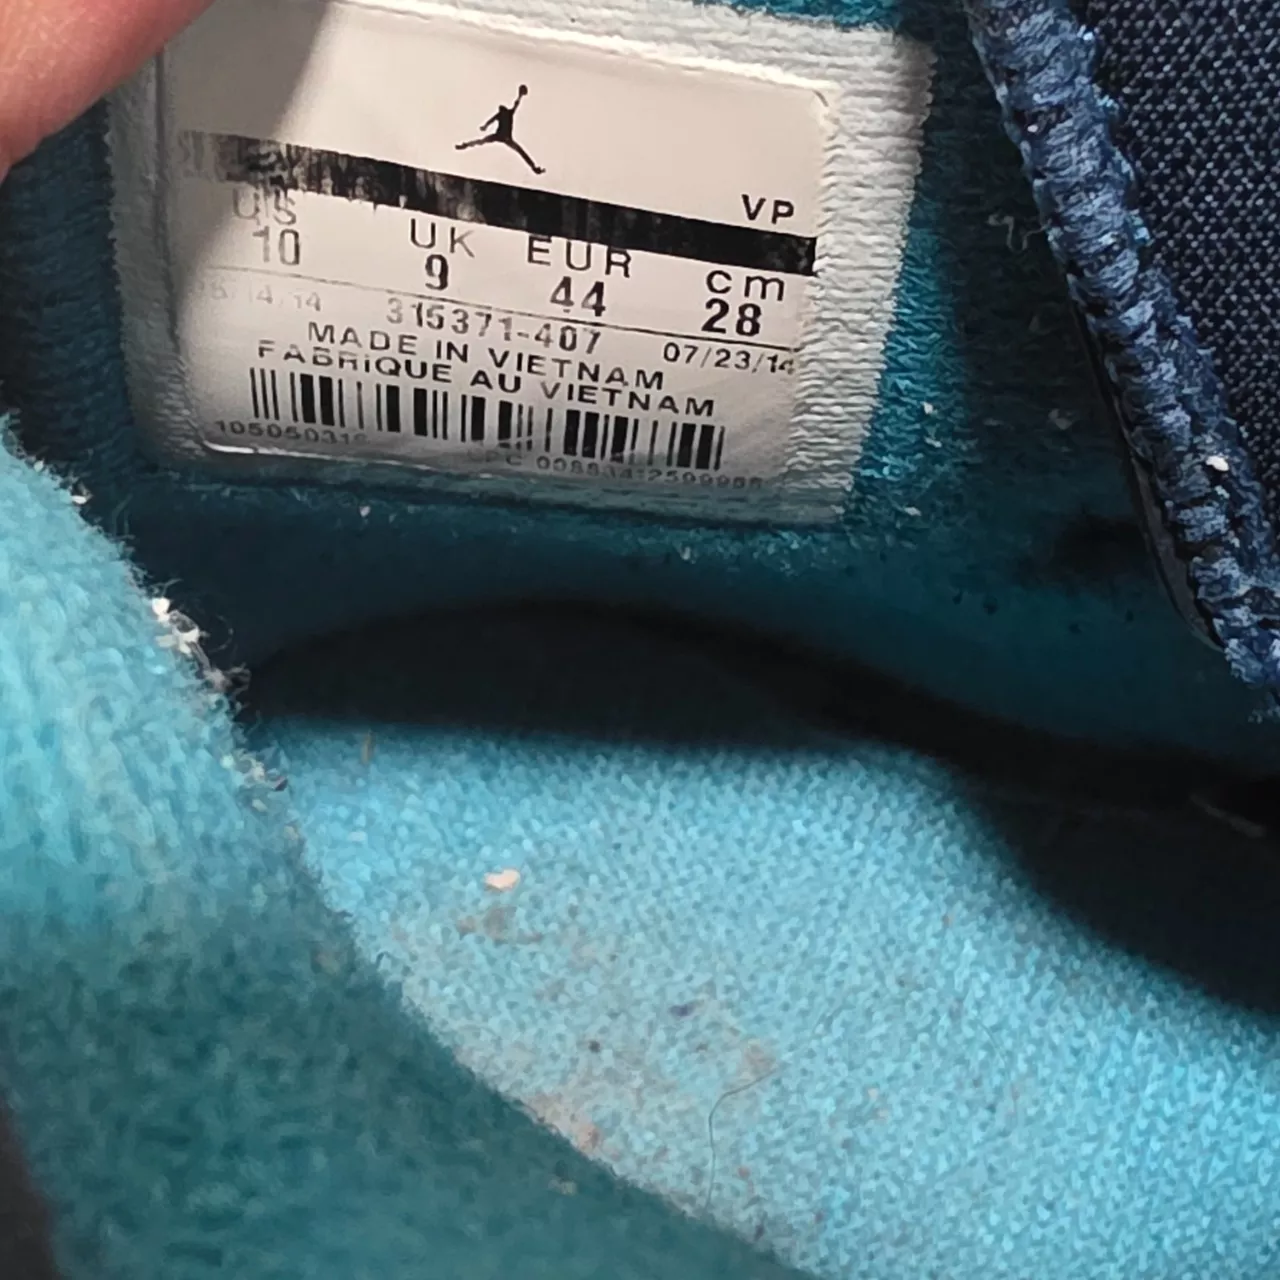 VP
US UK EUR cm
10 9 44 28
315371-407 07/23/14
MADE IN VIETNAM
FABRIQUE AU VIETNAM
UPC